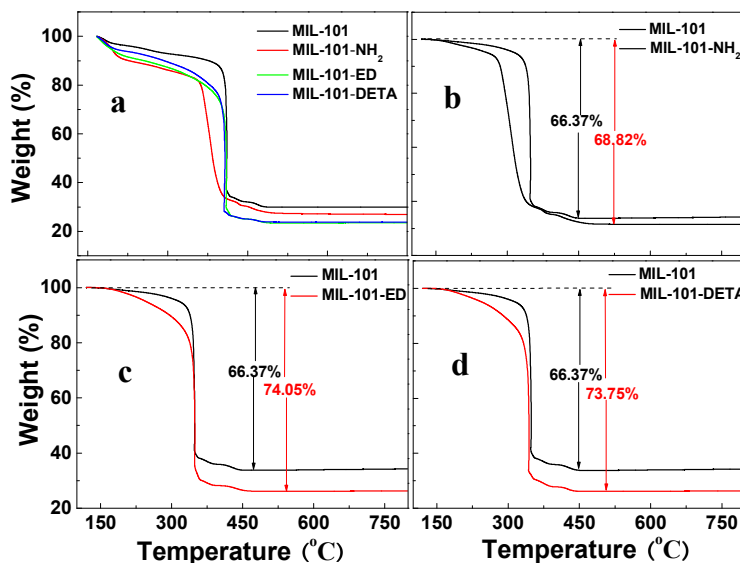 MIL-101
MIL-101-NH2
MIL-101-ED
MIL-101-DETA
a
Weight (%)
100
80
60
40
20
MIL-101
MIL-101-NH2
b
66.37%
68.82%
MIL-101
MIL-101-ED
c
66.37%
74.05%
Weight (%)
100
80
60
40
20
150 300 450 600 750
Temperature (°C)
MIL-101
MIL-101-DETA
d
66.37%
73.75%
150 300 450 600 750
Temperature (°C)